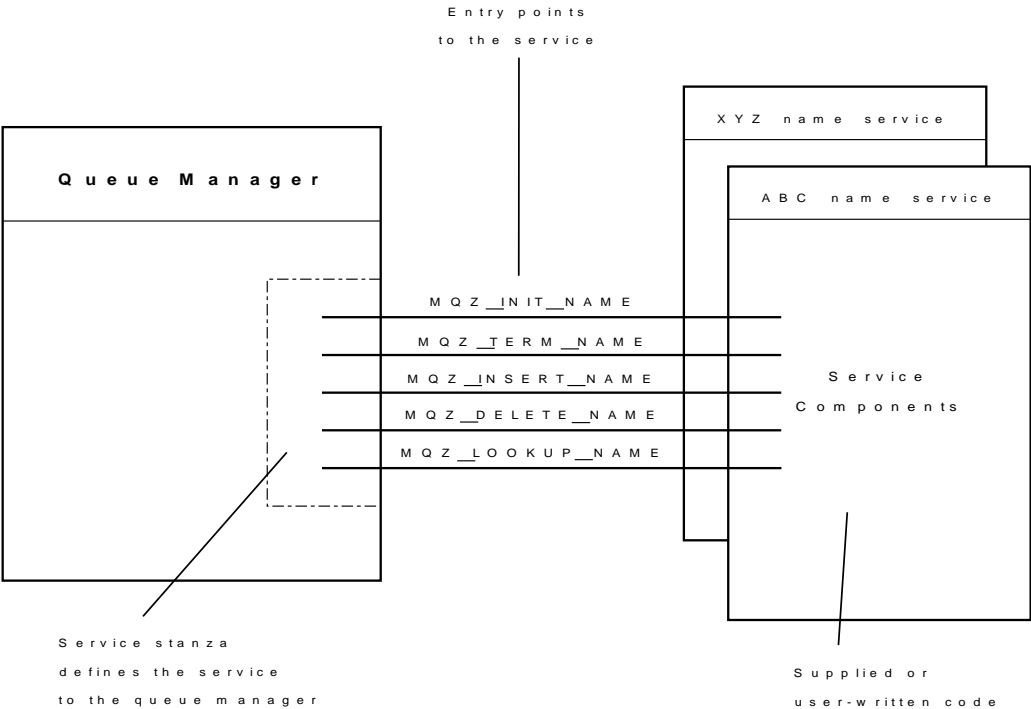 Entry points
to the service
XYZ name service
Queue Manager
ABC name service
MQZ_INIT_NAME
MQZ_TERM_NAME
MQZ_INSERT_NAME
MQZ_DELETE_NAME
MQZ_LOOKUP_NAME
Service
Components
Service stanza
defines the service
to the queue manager
Supplied or
user-written code